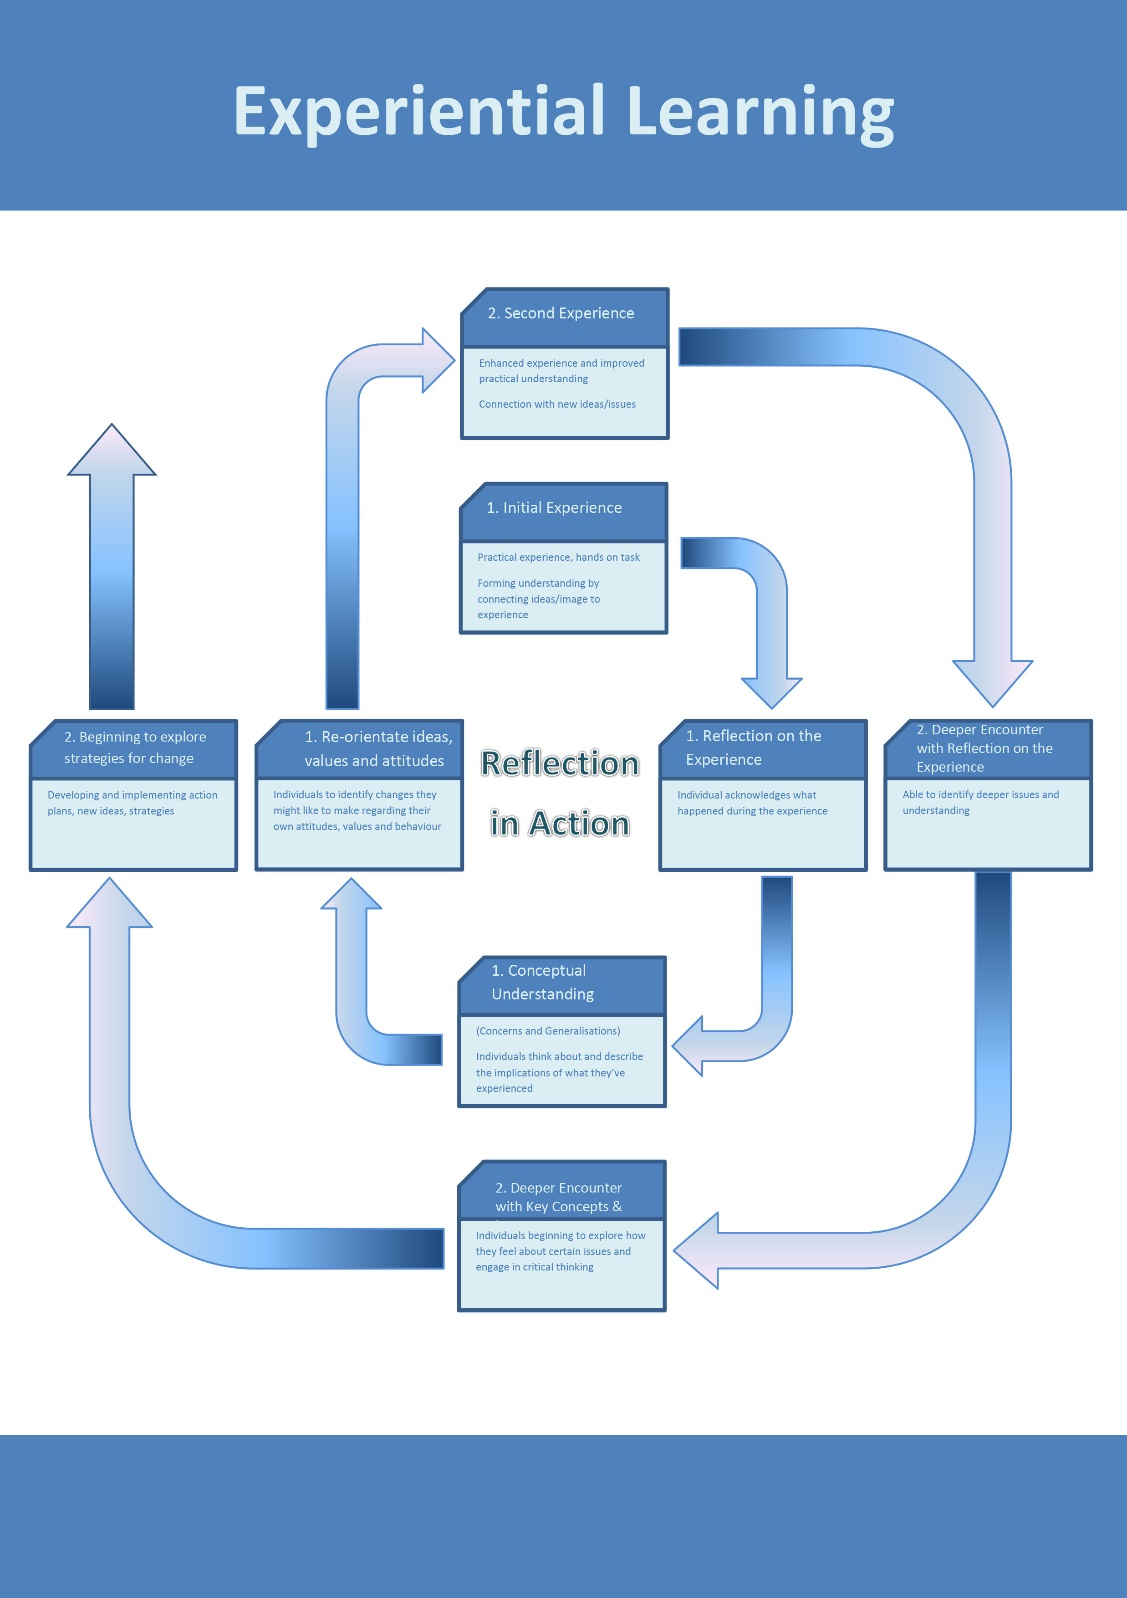 Experiential Learning
2. Second Experience
Enhanced experience and improved
practical understanding
Connection with new ideas/issues
1. Initial Experience
Practical experience, hands on task
Forming understanding by
connecting ideas/image to
experience
2. Beginning to explore
strategies for change
Developing and implementing action
plans, new ideas, strategies
1. Re-orientate ideas,
values and attitudes
Individuals to identify changes they
might like to make regarding their
own attitudes, values and behaviour
Reflection
in Action
1. Reflection on the
Experience
Individual acknowledges what
happened during the experience
2. Deeper Encounter
with Reflection on the
Experience
Able to identify deeper issues and
understanding
1. Conceptual
Understanding
(Concerns and Generalisations)
Individuals think about and describe
the implications of what they've
experienced
2. Deeper Encounter
with Key Concepts &
Individuals beginning to explore how
they feel about certain issues and
engage in critical thinking